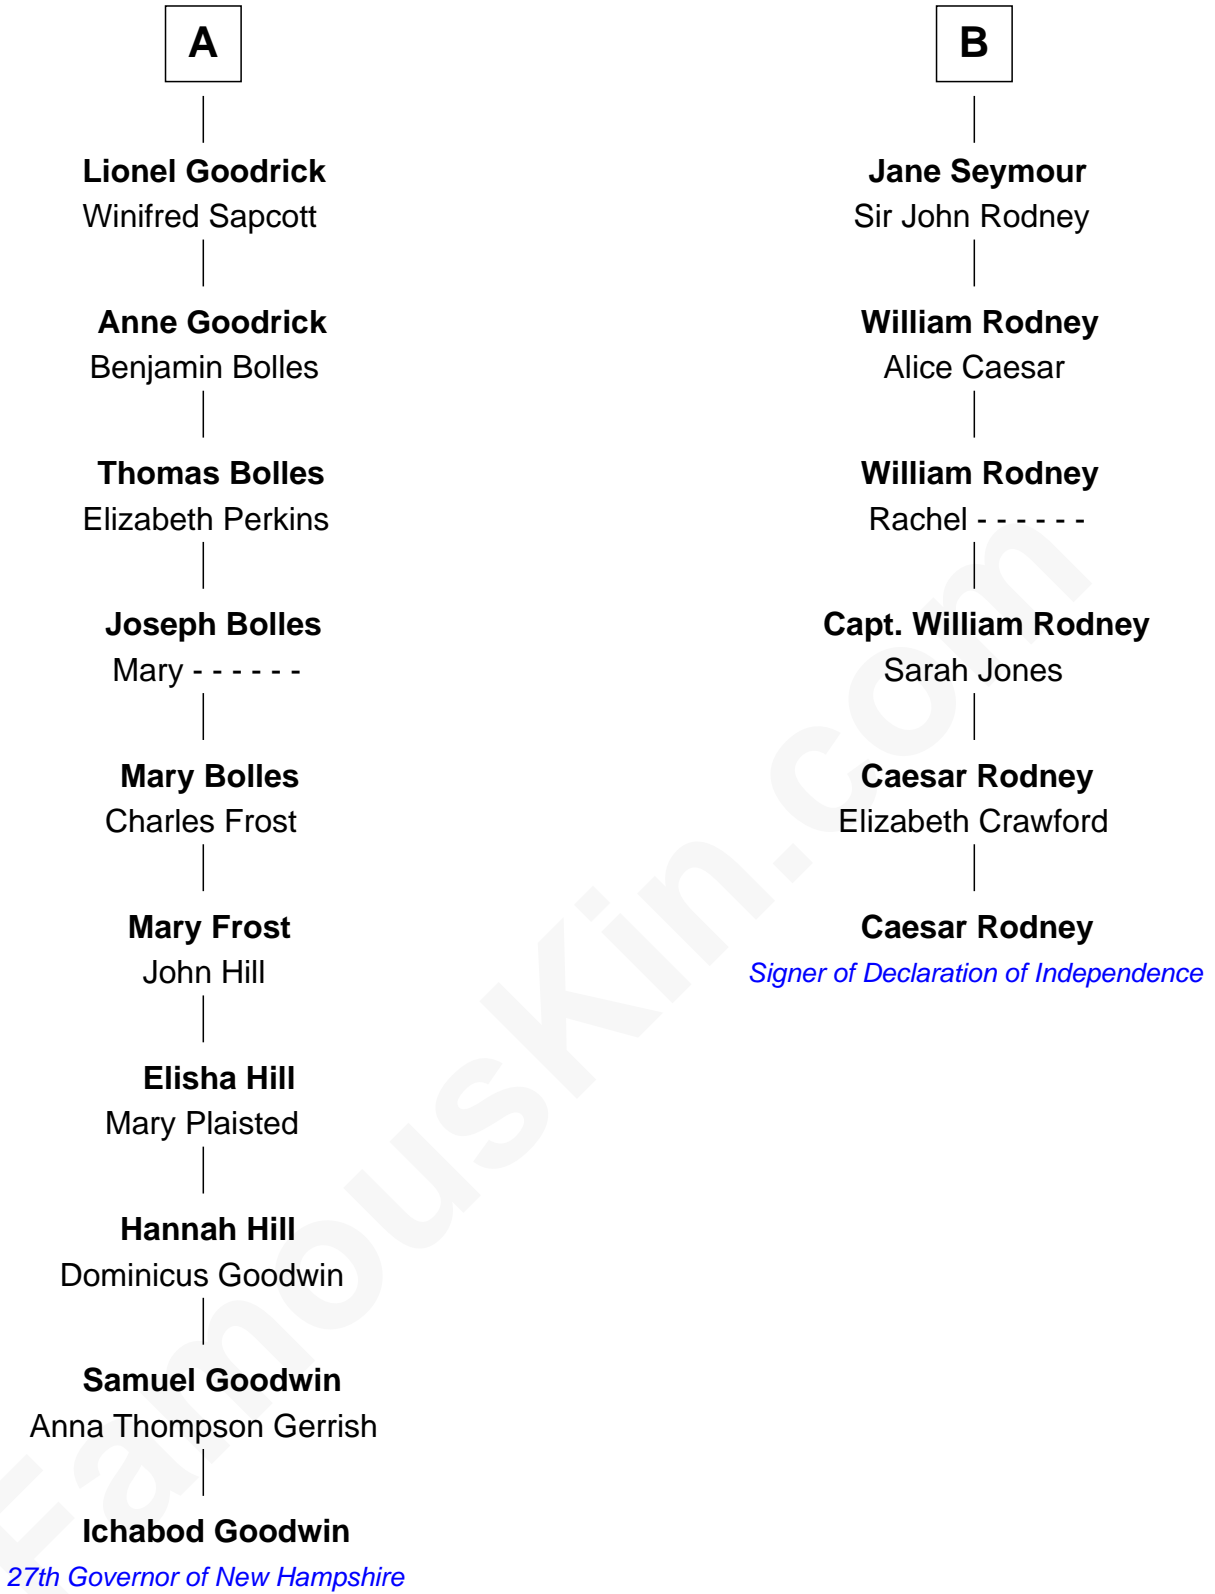 A
Lionel Goodrick
Winifred Sapcott
Anne Goodrick
Benjamin Bolles
Thomas Bolles
Elizabeth Perkins
Joseph Bolles
Mary - - - - - -
Mary Bolles
Charles Frost
Mary Frost
John Hill
Elisha Hill
Mary Plaisted
Hannah Hill
Dominicus Goodwin
Samuel Goodwin
Anna Thompson Gerrish
Ichabod Goodwin
27th Governor of New Hampshire
B
Jane Seymour
Sir John Rodney
William Rodney
Alice Caesar
William Rodney
Rachel - - - - - -
Capt. William Rodney
Sarah Jones
Caesar Rodney
Elizabeth Crawford
Caesar Rodney
Signer of Declaration of Independence
FamousKin.com